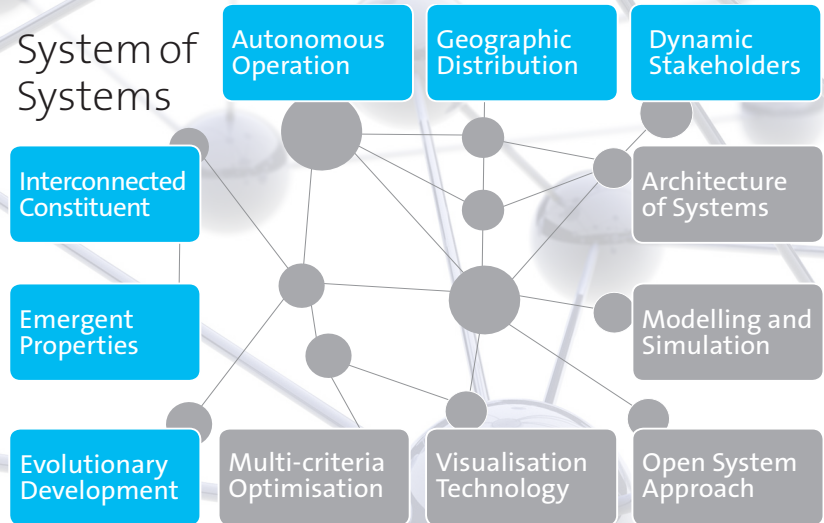 System of
Systems
Autonomous
Operation
Geographic
Distribution
Dynamic
Stakeholders
Interconnected
Constituent
Architecture
of Systems
Emergent
Properties
Modelling and
Simulation
Evolutionary
Development
Multi-criteria
Optimisation
Visualisation
Technology
Open System
Approach